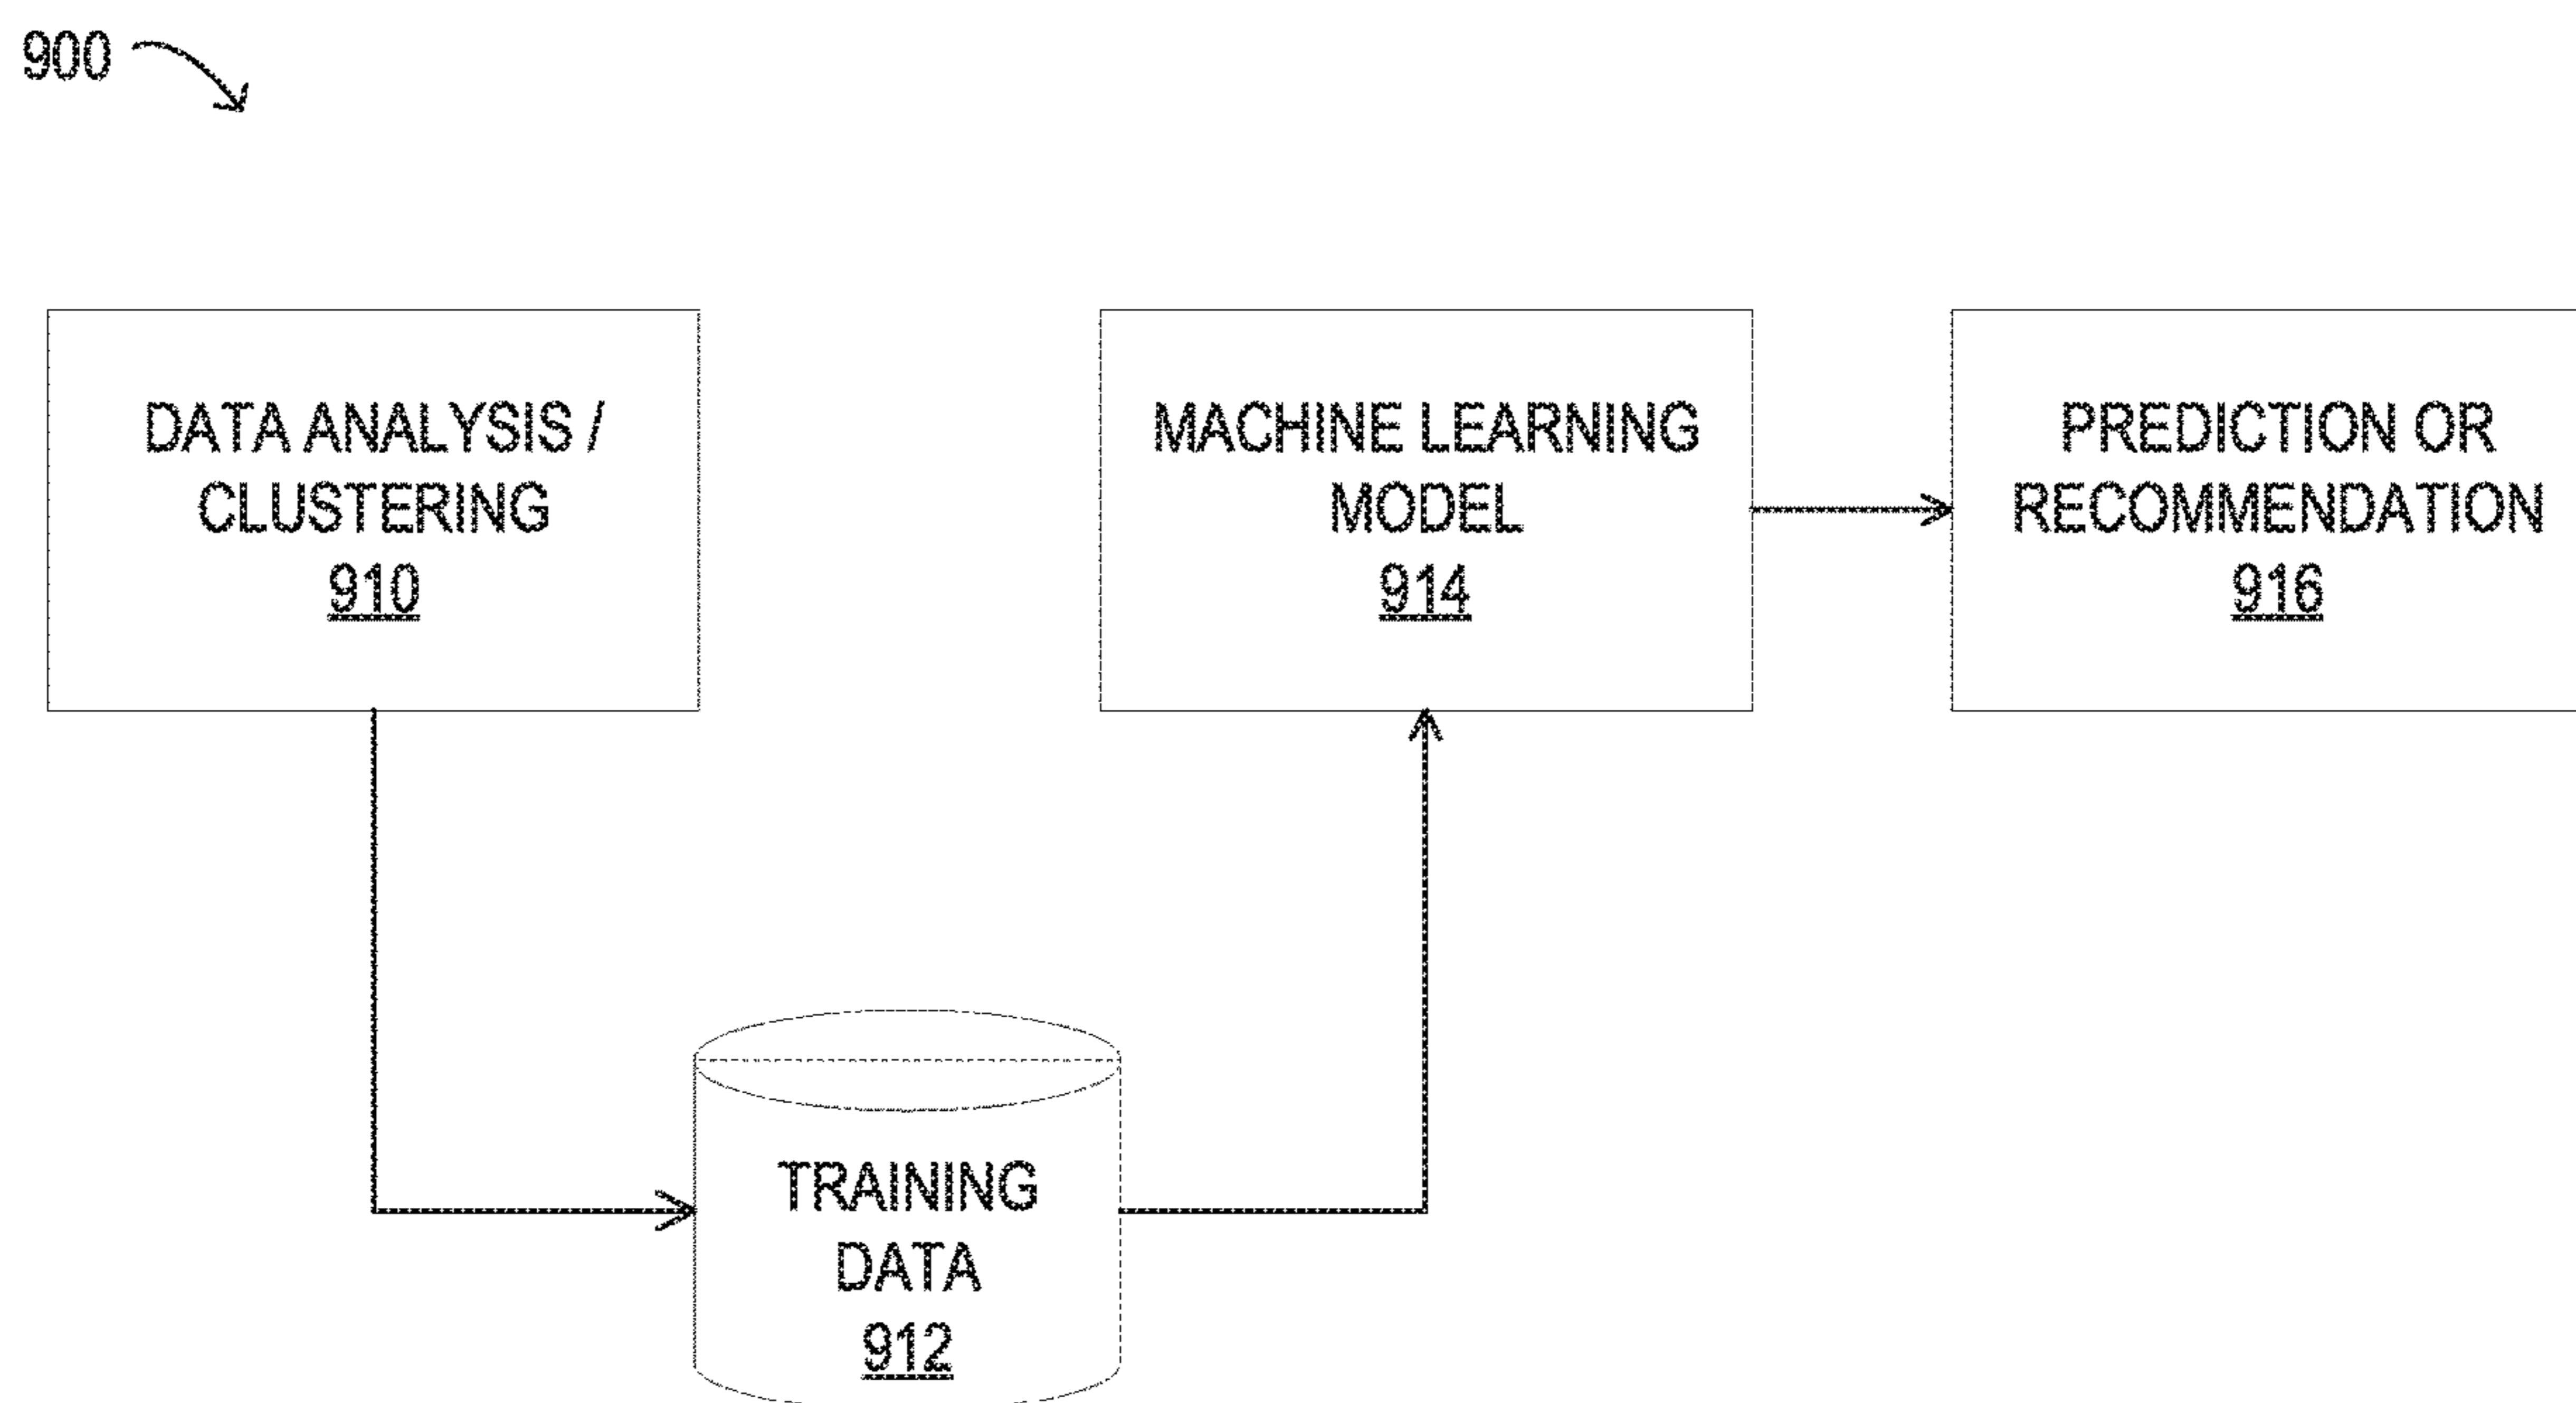 900
DATA ANALYSIS /
CLUSTERING
910
MACHINE LEARNING
MODEL
914
PREDICTION OR
RECOMMENDATION
916
TRAINING
DATA
912